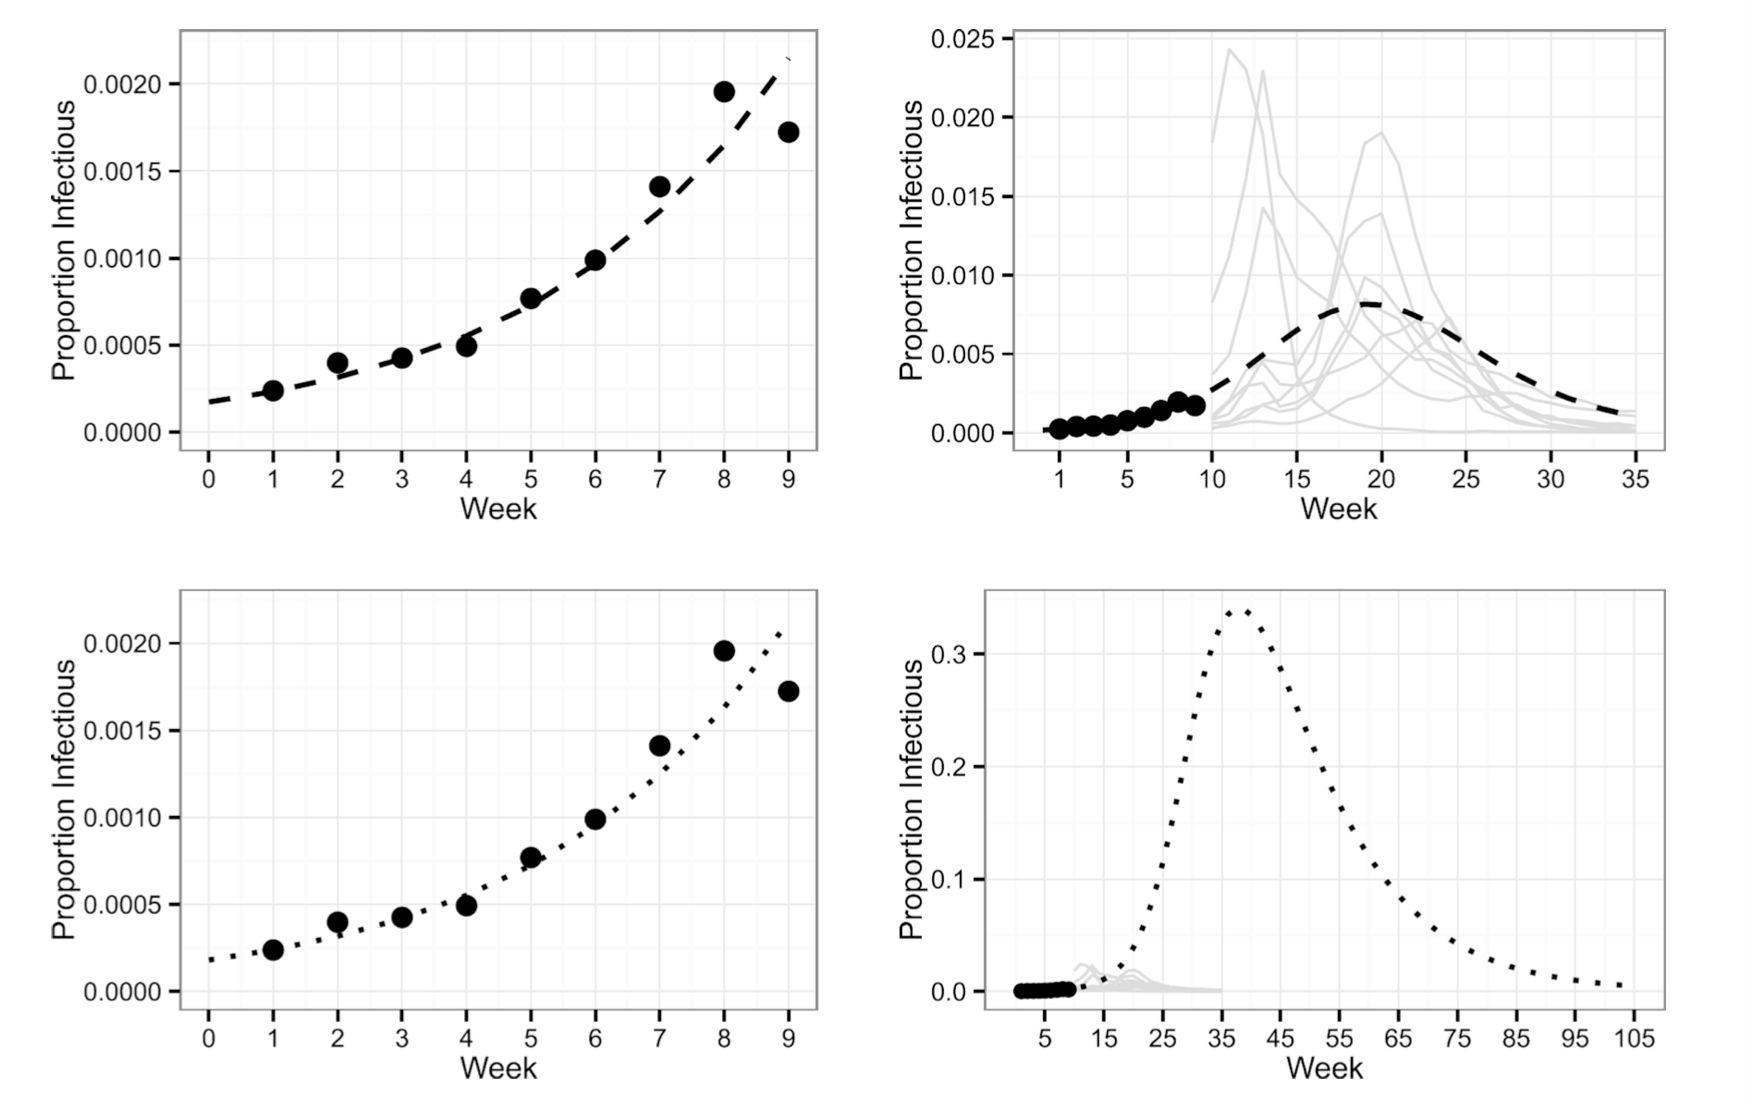 Proportion Infectious
0.0020
0.0015
0.0010
0.0005
0.0000
0 1 2 3 4 5 6 7 8 9
Week
Proportion Infectious
0.025
0.020
0.015
0.010
0.005
0.000
1 5 10 15 20 25 30 35
Week
Proportion Infectious
0.0020
0.0015
0.0010
0.0005
0.0000
0 1 2 3 4 5 6 7 8 9
Week
Proportion Infectious
0.3
0.2
0.1
0.0
5 15 25 35 45 55 65 75 85 95 105
Week